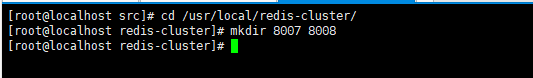 [root@localhost src]# cd /usr/local/redis-cluster/
[root@localhost redis-cluster]# mkdir 8007 8008
[root@localhost redis-cluster]#